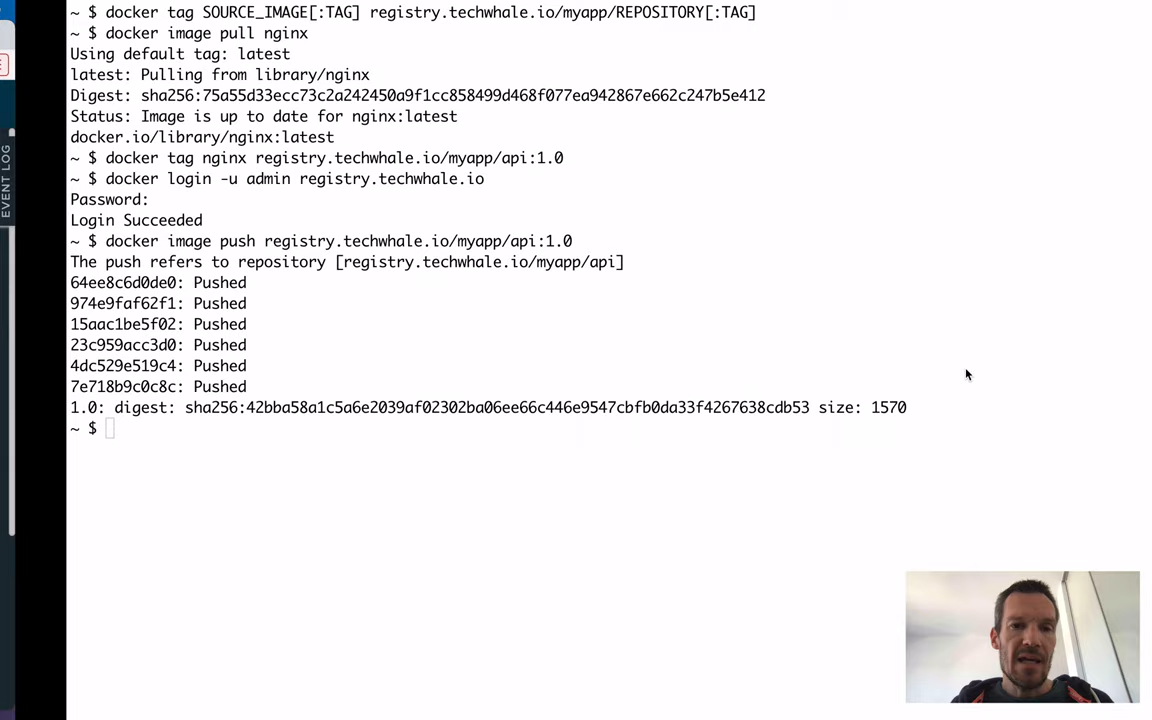 ~ $ docker tag SOURCE_IMAGE[:TAG] registry.techwhale.io/myapp/REPOSITORY[:TAG]
~ $ docker image pull nginx
Using default tag: latest
latest: Pulling from library/nginx
Digest: sha256:75a55d33ecc73c2a242450a9f1cc858499d468f077ea942867e662c247b5e412
Status: Image is up to date for nginx:latest
docker.io/library/nginx:latest
~ $ docker tag nginx registry.techwhale.io/myapp/api:1.0
~ $ docker login -u admin registry.techwhale.io
Password:
Login Succeeded
~ $ docker image push registry.techwhale.io/myapp/api:1.0
The push refers to repository [registry.techwhale.io/myapp/api]
64ee8c6d0de0: Pushed
974e9faf62f1: Pushed
15aac1be5f02: Pushed
23c959acc3d0: Pushed
4dc529e519c4: Pushed
7e718b9c0c8c: Pushed
1.0: digest: sha256:42bba58a1c5a6e2039af02302ba06ee66c446e9547cbfb0da33f4267638cdb53 size: 1570
~ $
EVENT LOG